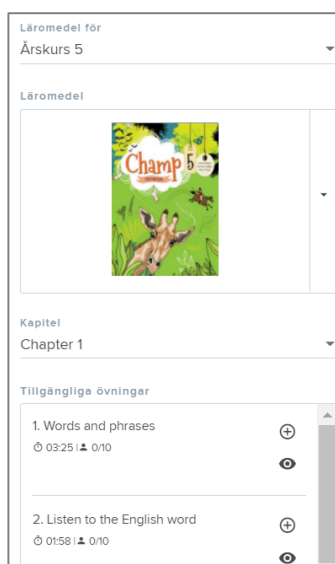 Läromedel för
Årskurs 5
Läromedel
Champ 5
Kapitel
Chapter 1
Tillgängliga övningar
1. Words and phrases
03:25 | 0/10
2. Listen to the English word
01:58 | 0/10